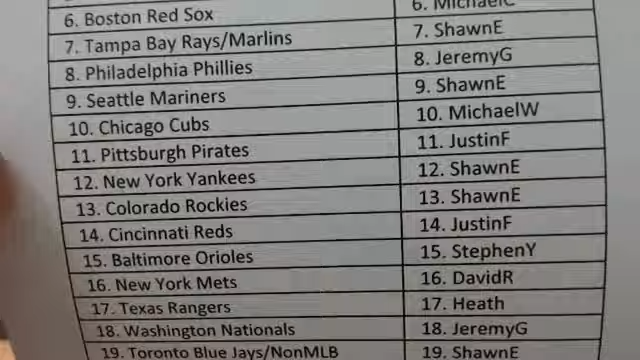 6. Boston Red Sox 6. MichaelC
7. Tampa Bay Rays/Marlins 7. ShawnE
8. Philadelphia Phillies 8. JeremyG
9. Seattle Mariners 9. ShawnE
10. Chicago Cubs 10. MichaelW
11. Pittsburgh Pirates 11. JustinF
12. New York Yankees 12. ShawnE
13. Colorado Rockies 13. ShawnE
14. Cincinnati Reds 14. JustinF
15. Baltimore Orioles 15. StephenY
16. New York Mets 16. DavidR
17. Texas Rangers 17. Heath
18. Washington Nationals 18. JeremyG
19. Toronto Blue Jays/NonMLB 19. ShawnE